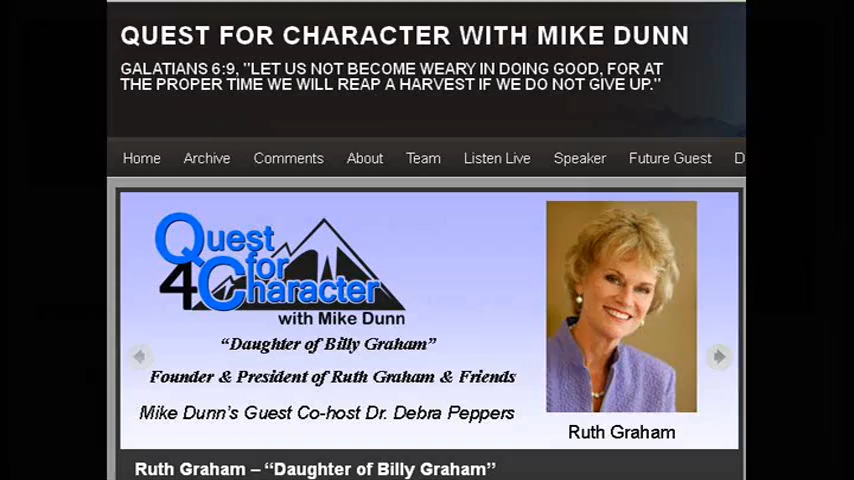 QUEST FOR CHARACTER WITH MIKE DUNN
GALATIANS 6:9, "LET US NOT BECOME WEARY IN DOING GOOD, FOR AT
THE PROPER TIME WE WILL REAP A HARVEST IF WE DO NOT GIVE UP."
Home Archive Comments About Team Listen Live Speaker Future Guest D
Quest
4 for
Character
with Mike Dunn
“Daughter of Billy Graham”
Founder & President of Ruth Graham & Friends
Mike Dunn's Guest Co-host Dr. Debra Peppers
Ruth Graham
Ruth Graham – “Daughter of Billy Graham”